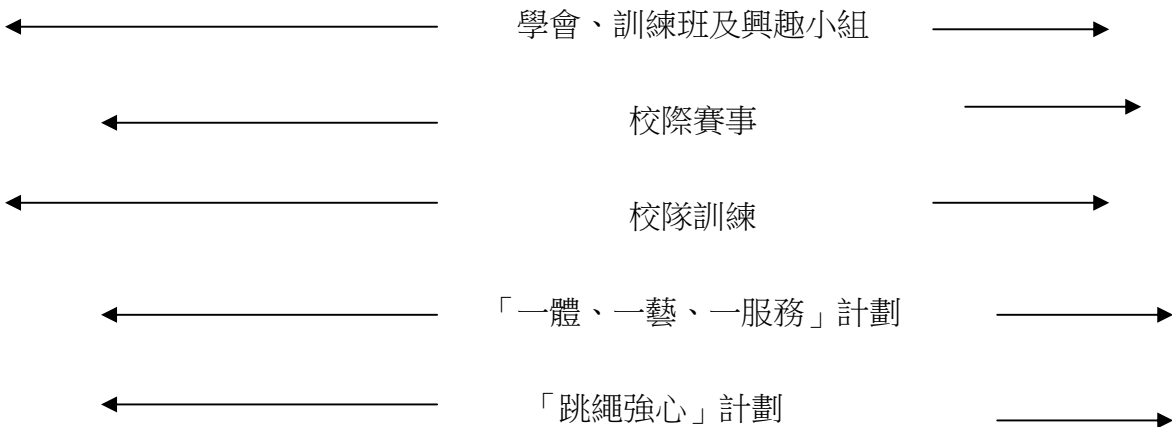 學會、訓練班及興趣小組
校際賽事
校隊訓練
「一體、一藝、一服務」計劃
「跳繩強心」計劃